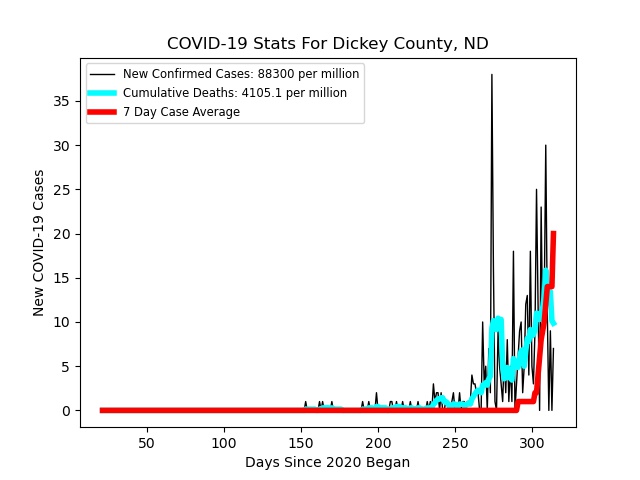 COVID-19 Stats For Dickey County, ND
New Confirmed Cases: 88300 per million
Cumulative Deaths: 4105.1 per million
7 Day Case Average
New COVID-19 Cases
35
30
25
20
15
10
5
0
50 100 150 200 250 300
Days Since 2020 Began